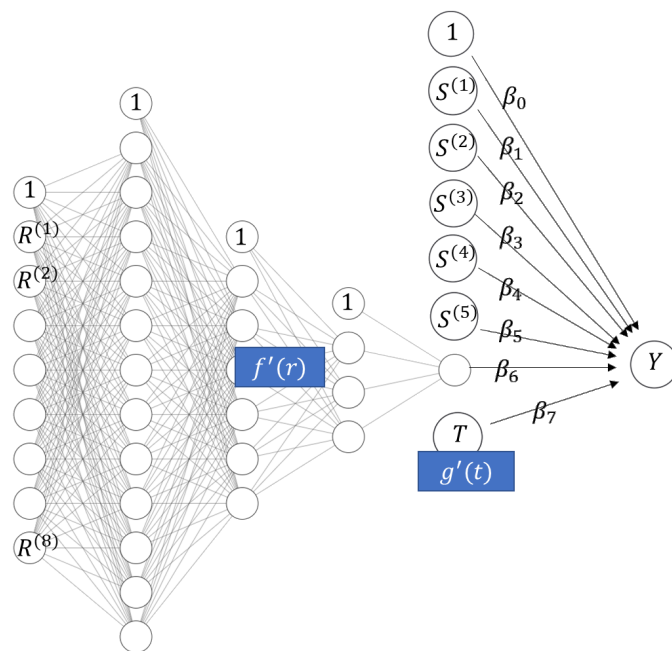 1
R⁽¹⁾
R⁽²⁾
R⁽⁸⁾
1
1
f′(r)
1
1
S⁽¹⁾
S⁽²⁾
S⁽³⁾
S⁽⁴⁾
S⁽⁵⁾
T
g′(t)
β₀
β₁
β₂
β₃
β₄
β₅
β₆
β₇
Y